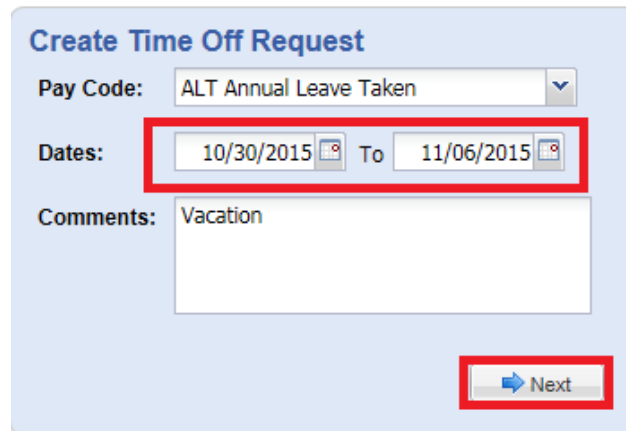 Create Time Off Request
Pay Code: ALT Annual Leave Taken
Dates: 10/30/2015 To 11/06/2015
Comments: Vacation
Next